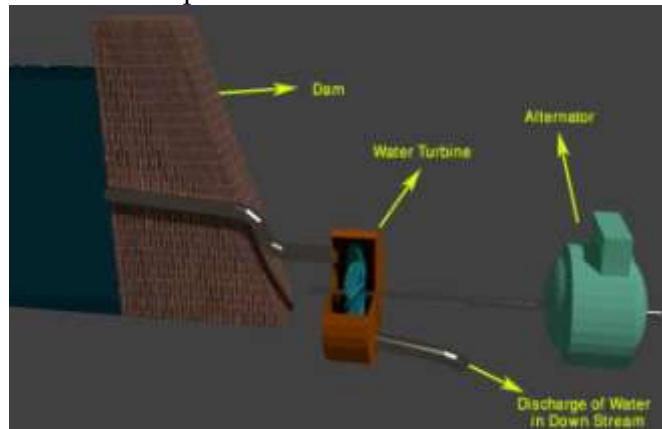 Dam
Alternator
Water Turbine
Discharge of Water
in Down Stream